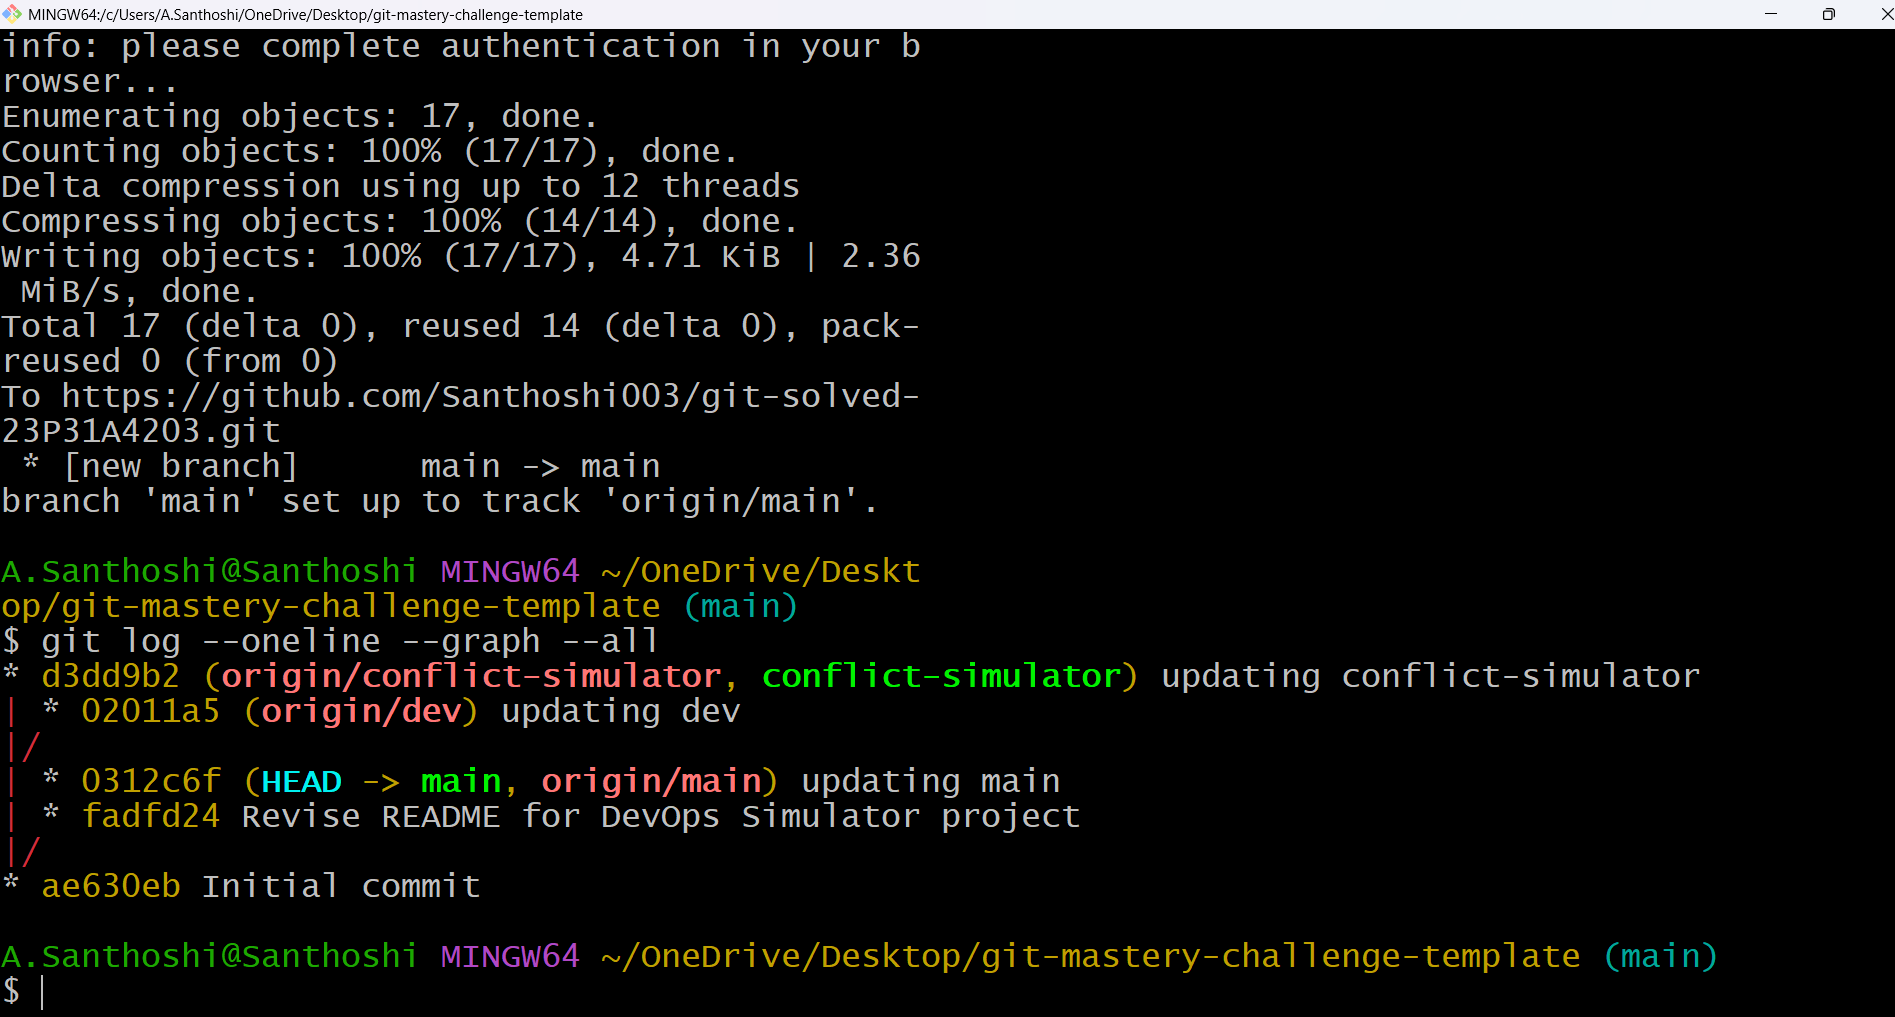 MINGW64:/c/Users/A.Santhoshi/OneDrive/Desktop/git-mastery-challenge-template
info: please complete authentication in your b
rowser...
Enumerating objects: 17, done.
Counting objects: 100% (17/17), done.
Delta compression using up to 12 threads
Compressing objects: 100% (14/14), done.
Writing objects: 100% (17/17), 4.71 KiB | 2.36
 MiB/s, done.
Total 17 (delta 0), reused 14 (delta 0), pack-
reused 0 (from 0)
To https://github.com/Santhoshi003/git-solved-
23P31A4203.git
 * [new branch]      main -> main
branch 'main' set up to track 'origin/main'.
A.Santhoshi@Santhoshi MINGW64 ~/OneDrive/Deskt
op/git-mastery-challenge-template (main)
$ git log --oneline --graph --all
* d3dd9b2 (origin/conflict-simulator, conflict-simulator) updating conflict-simulator
| * 02011a5 (origin/dev) updating dev
|/
| * 0312c6f (HEAD -> main, origin/main) updating main
| * fadfd24 Revise README for DevOps Simulator project
|/
* ae630eb Initial commit
A.Santhoshi@Santhoshi MINGW64 ~/OneDrive/Desktop/git-mastery-challenge-template (main)
$